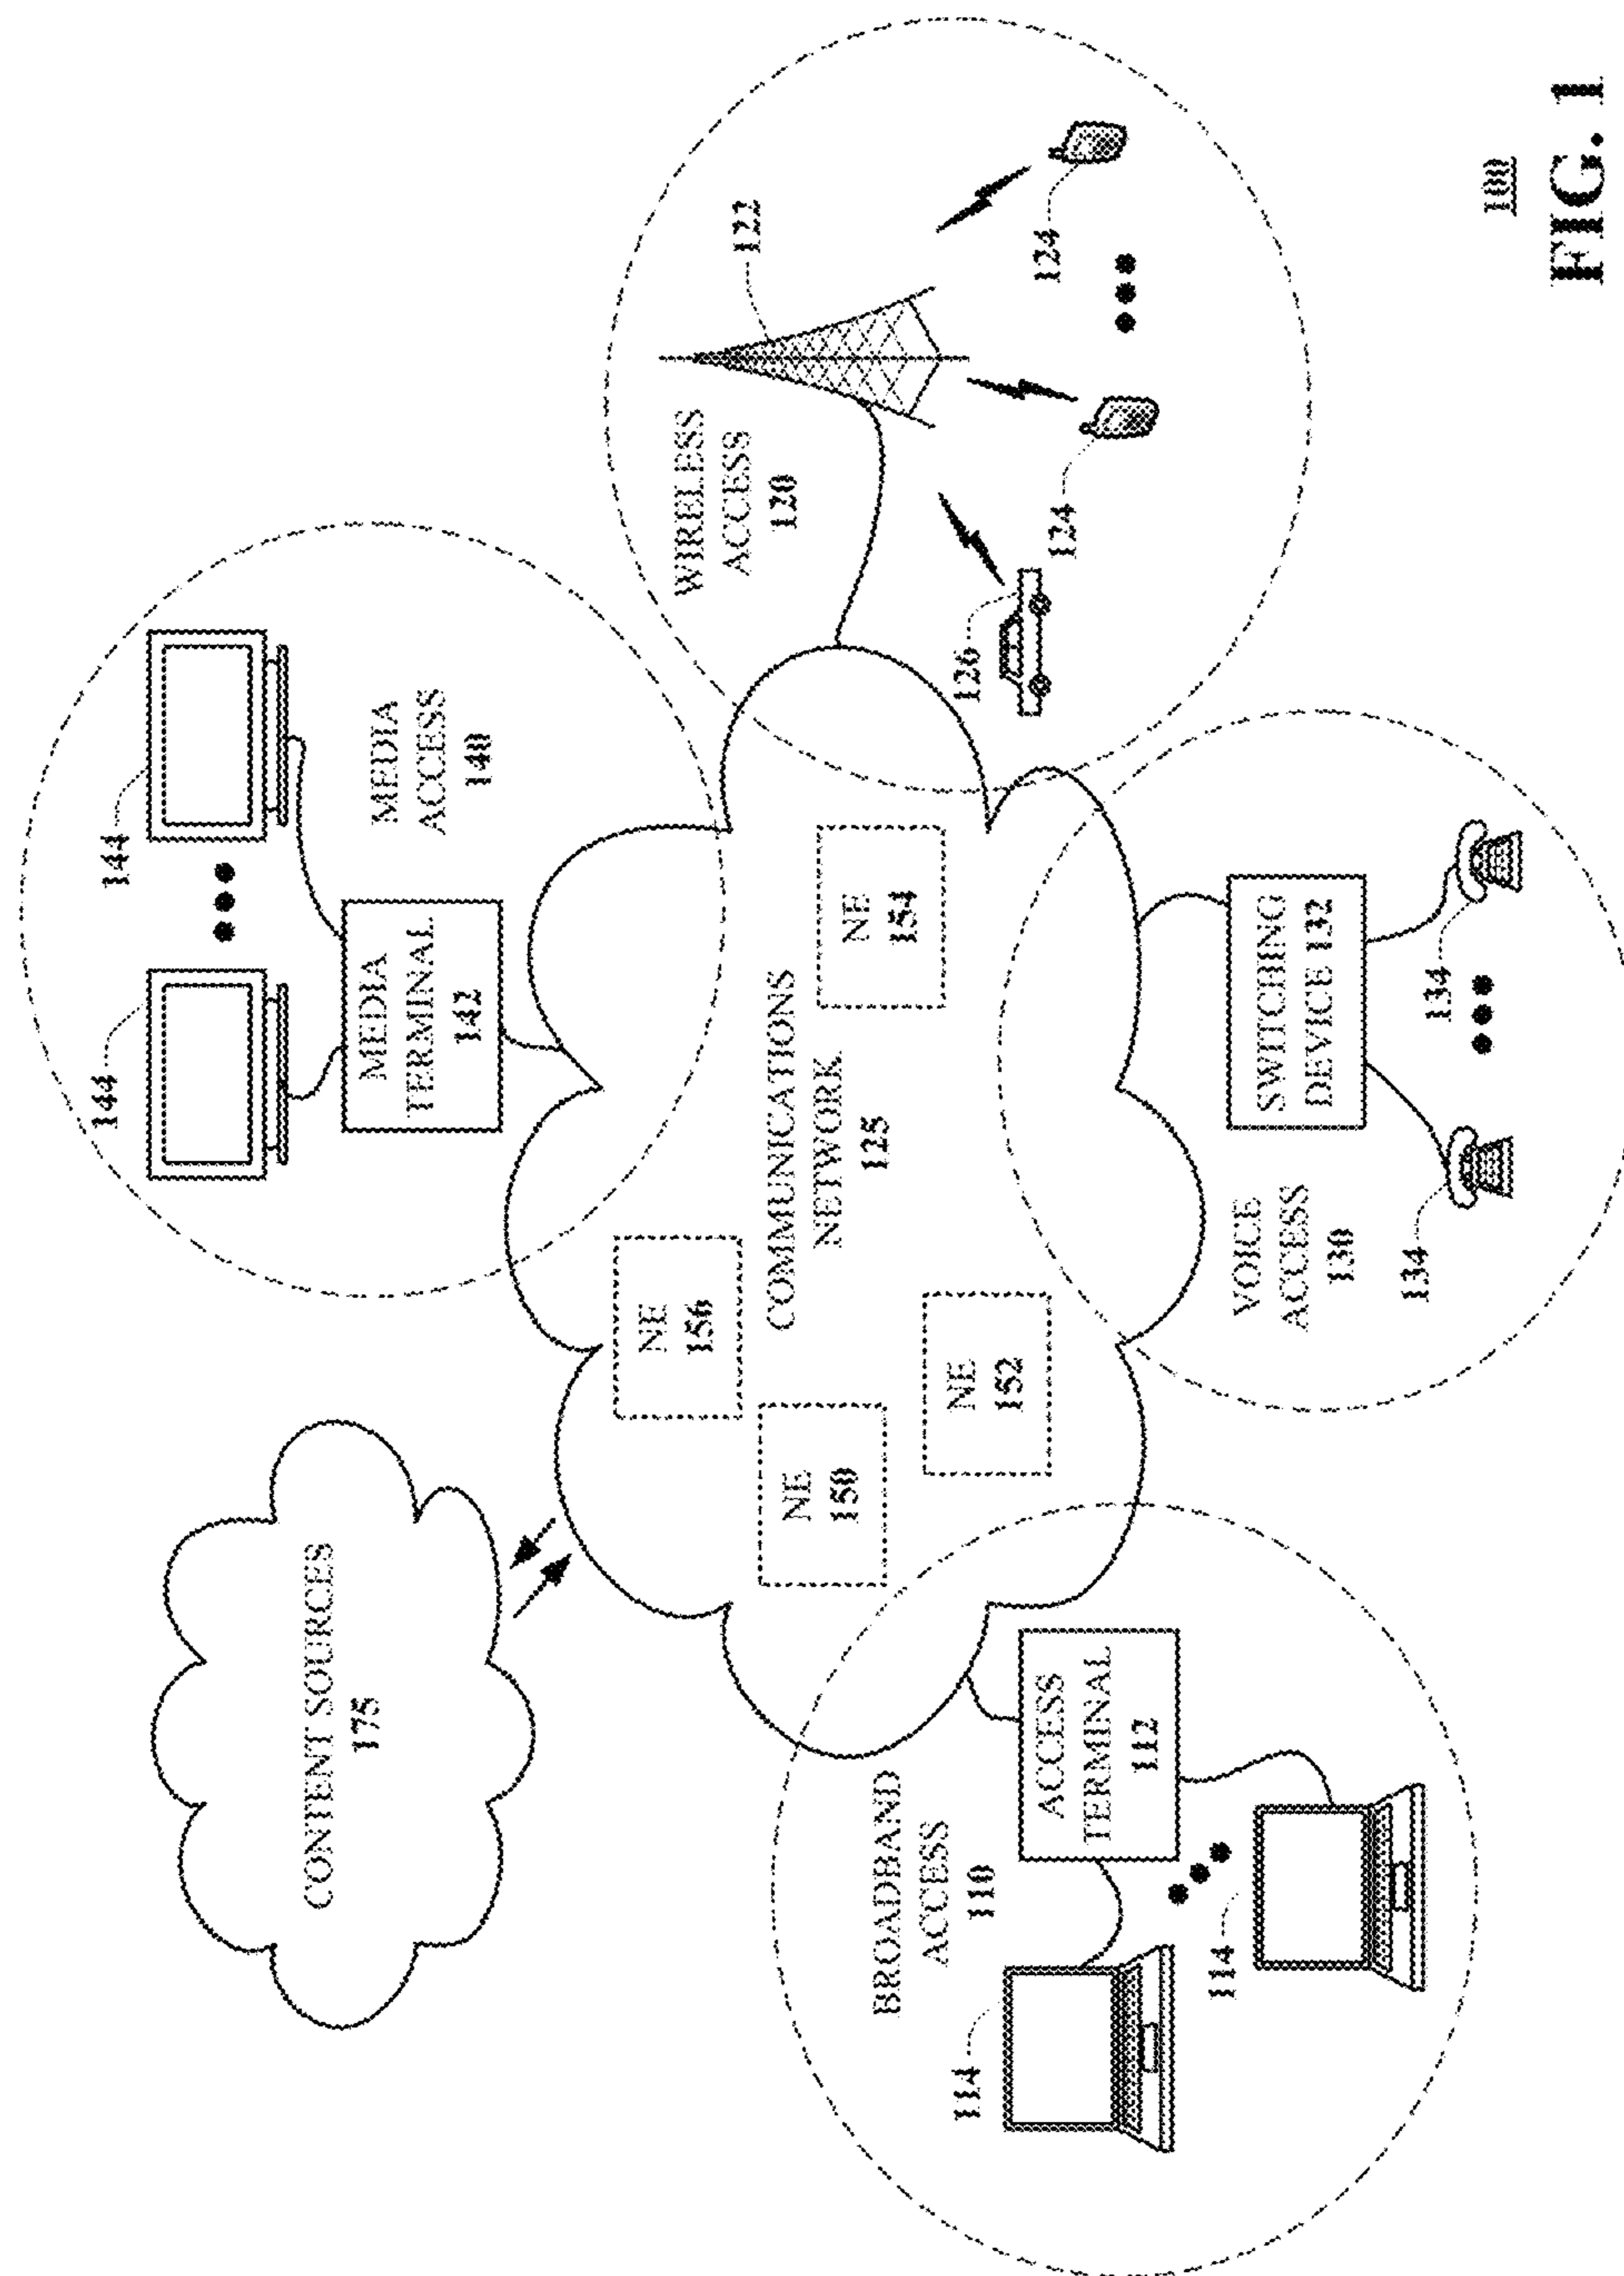 144
144
CONTENT SOURCES
175
MEDIA
TERMINAL
142
MEDIA
ACCESS
140
NE
156
NE
150
NE
152
COMMUNICATIONS
NETWORK
125
NE
154
WIRELESS
ACCESS
120
122
126
124
124
BROADBAND
ACCESS
110
ACCESS
TERMINAL
112
114
114
VOICE
ACCESS
130
SWITCHING
DEVICE 132
134
134
100
FIG. 1